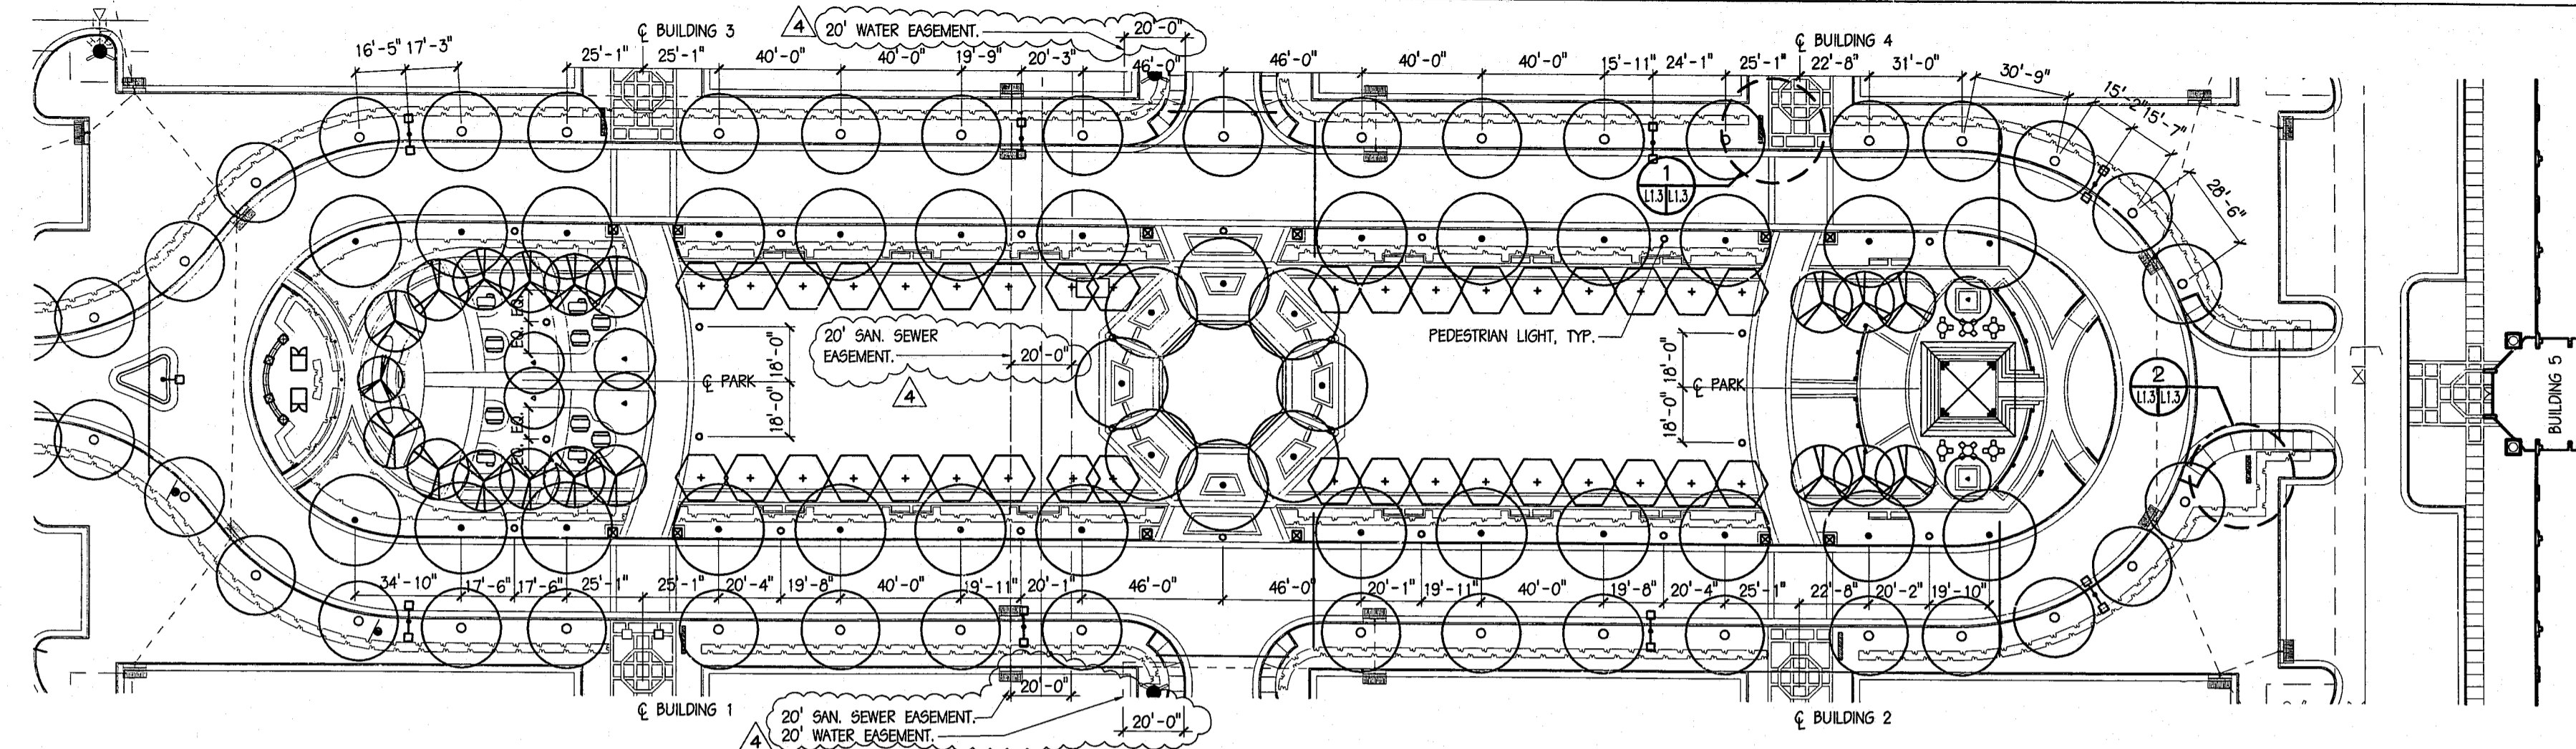 4
20' WATER EASEMENT.
20'-0"
℄ BUILDING 3
℄ BUILDING 4
16'-5" 17'-3"
25'-1" 25'-1" 40'-0" 40'-0" 19'-9" 20'-3" 46'-0" 46'-0" 40'-0" 40'-0" 15'-11" 24'-1" 25'-1" 22'-8" 31'-0"
30'-9"
15'-2" 15'-7"
28'-6"
1
L1.3 L1.3
EQ. EQ.
20' SAN. SEWER
EASEMENT.
20'-0"
4
PEDESTRIAN LIGHT, TYP.
℄ PARK
18'-0" 18'-0"
℄ PARK
18'-0" 18'-0"
2
L1.3 L1.3
BUILDING 5
EQ. EQ.
34'-10" 17'-6" 17'-6" 25'-1" 25'-1" 20'-4" 19'-8" 40'-0" 19'-11" 20'-1" 46'-0" 46'-0" 20'-1" 19'-11" 40'-0" 19'-8" 20'-4" 25'-1" 22'-8" 20'-2" 19'-10"
20'-0"
℄ BUILDING 1
℄ BUILDING 2
20' SAN. SEWER EASEMENT.
20'-0"
20' WATER EASEMENT.
4